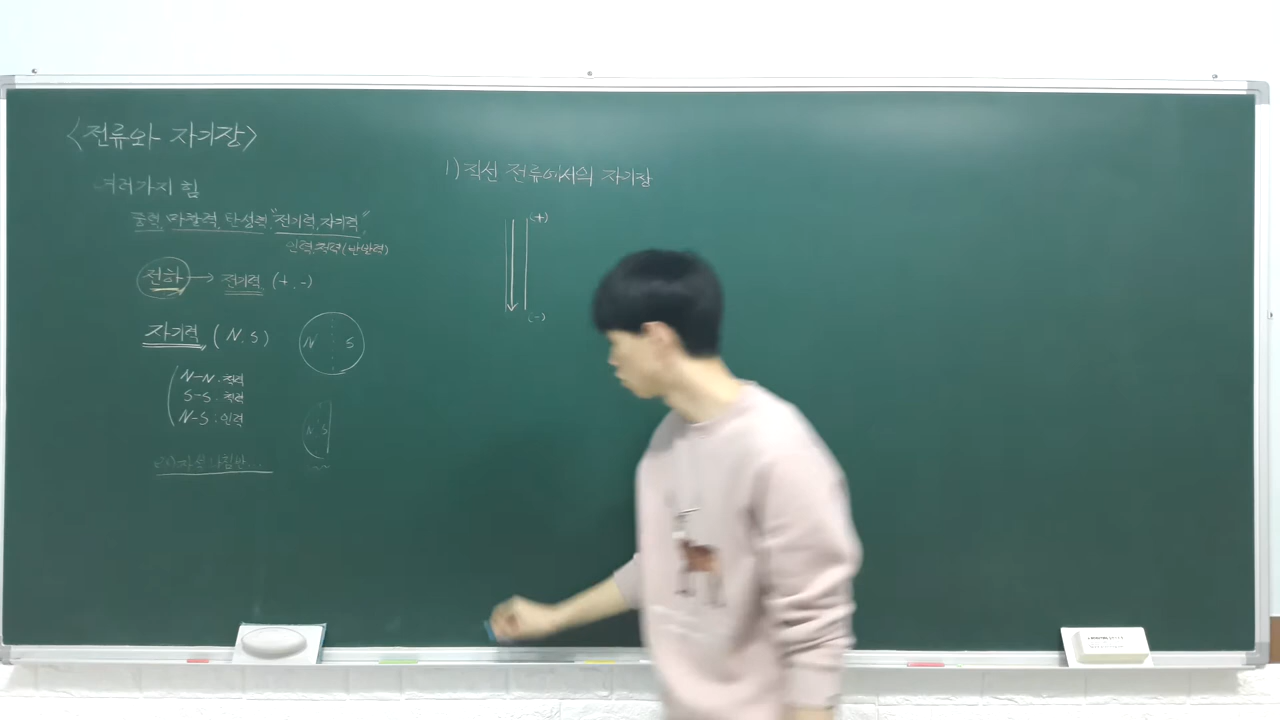 <전류와 자기장>
여러가지 힘
중력, 마찰력, 탄성력, "전기력, 자기력"
인력, 척력(반발력)
전하 → 전기력 (+, -)
자기력 (N, S)
N S
N-N : 척력
S-S : 척력
N-S : 인력
N S
1) 직선 전류에서의 자기장
(+)
(-)